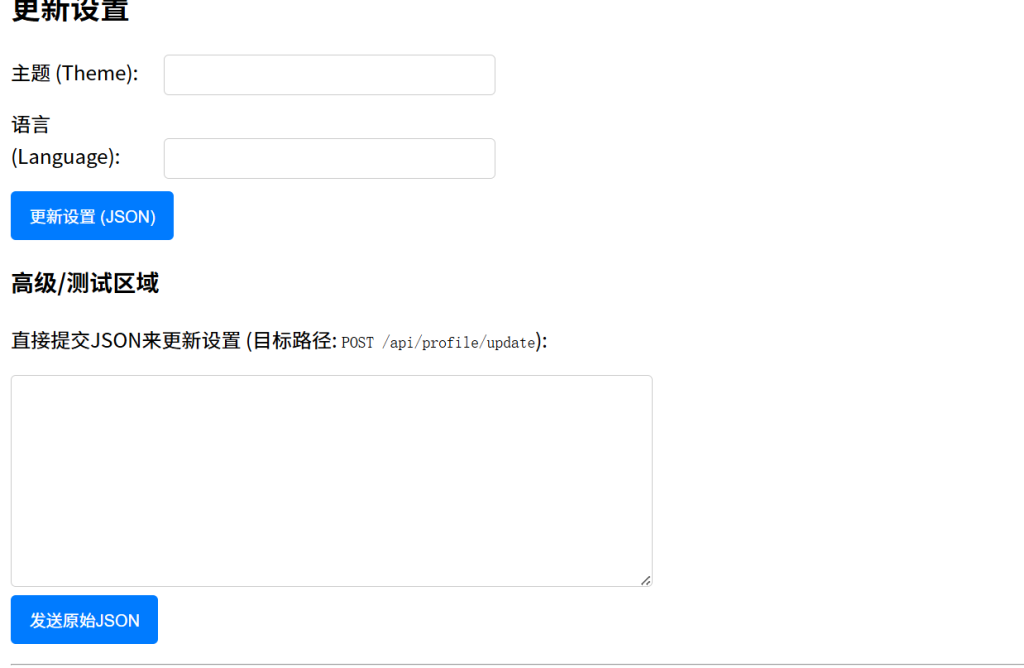 更新设置
主题 (Theme):
语言
(Language):
更新设置 (JSON)
高级/测试区域
直接提交JSON来更新设置 (目标路径: POST /api/profile/update):
发送原始JSON